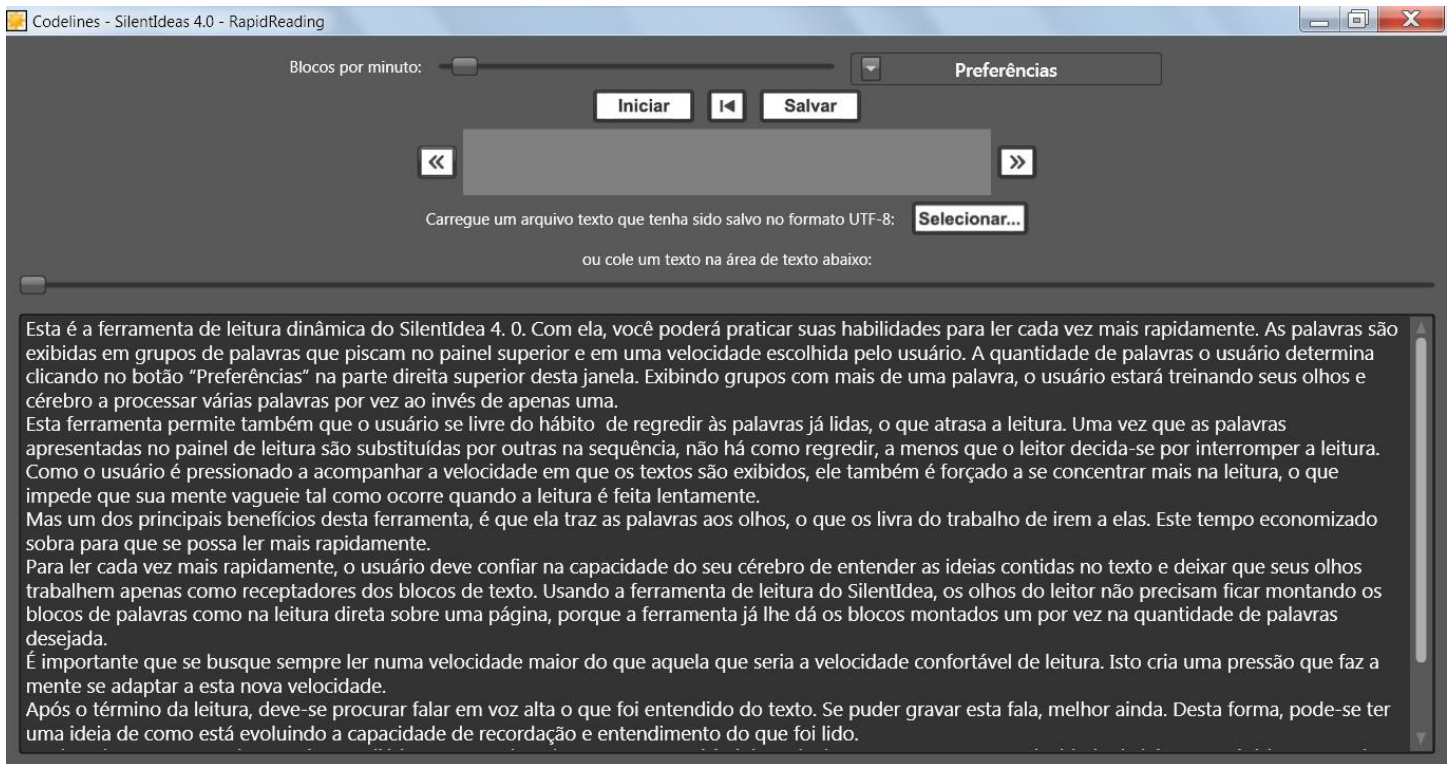 Codelines - SilentIdeas 4.0 - RapidReading
Blocos por minuto:
Preferências
Iniciar
Salvar
Carregue um arquivo texto que tenha sido salvo no formato UTF-8:
Selecionar...
ou cole um texto na área de texto abaixo:
Esta é a ferramenta de leitura dinâmica do SilentIdea 4. 0. Com ela, você poderá praticar suas habilidades para ler cada vez mais rapidamente. As palavras são
exibidas em grupos de palavras que piscam no painel superior e em uma velocidade escolhida pelo usuário. A quantidade de palavras o usuário determina
clicando no botão "Preferências" na parte direita superior desta janela. Exibindo grupos com mais de uma palavra, o usuário estará treinando seus olhos e
cérebro a processar várias palavras por vez ao invés de apenas uma.
Esta ferramenta permite também que o usuário se livre do hábito  de regredir às palavras já lidas, o que atrasa a leitura. Uma vez que as palavras
apresentadas no painel de leitura são substituídas por outras na sequência, não há como regredir, a menos que o leitor decida-se por interromper a leitura.
Como o usuário é pressionado a acompanhar a velocidade em que os textos são exibidos, ele também é forçado a se concentrar mais na leitura, o que
impede que sua mente vagueie tal como ocorre quando a leitura é feita lentamente.
Mas um dos principais benefícios desta ferramenta, é que ela traz as palavras aos olhos, o que os livra do trabalho de irem a elas. Este tempo economizado
sobra para que se possa ler mais rapidamente.
Para ler cada vez mais rapidamente, o usuário deve confiar na capacidade do seu cérebro de entender as ideias contidas no texto e deixar que seus olhos
trabalhem apenas como receptadores dos blocos de texto. Usando a ferramenta de leitura do SilentIdea, os olhos do leitor não precisam ficar montando os
blocos de palavras como na leitura direta sobre uma página, porque a ferramenta já lhe dá os blocos montados um por vez na quantidade de palavras
desejada.
É importante que se busque sempre ler numa velocidade maior do que aquela que seria a velocidade confortável de leitura. Isto cria uma pressão que faz a
mente se adaptar a esta nova velocidade.
Após o término da leitura, deve-se procurar falar em voz alta o que foi entendido do texto. Se puder gravar esta fala, melhor ainda. Desta forma, pode-se ter
uma ideia de como está evoluindo a capacidade de recordação e entendimento do que foi lido.